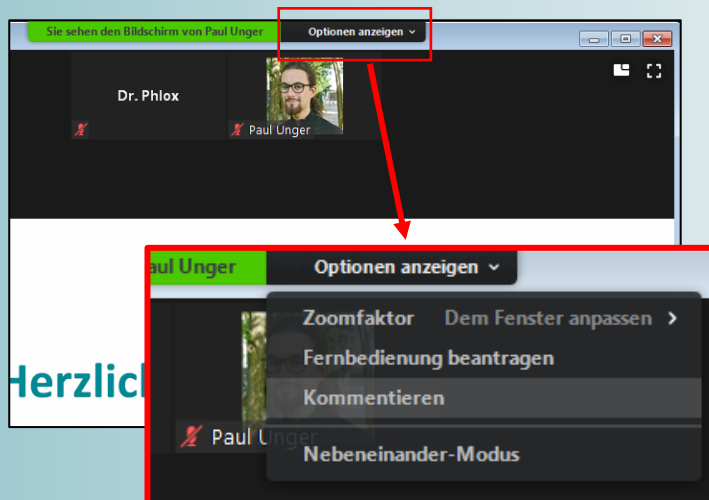 Sie sehen den Bildschirm von Paul Unger
Optionen anzeigen
Dr. Phlox
Paul Unger
Herzlic
aul Unger
Optionen anzeigen
Zoomfaktor Dem Fenster anpassen
Fernbedienung beantragen
Kommentieren
Paul Unger
Nebeneinander-Modus